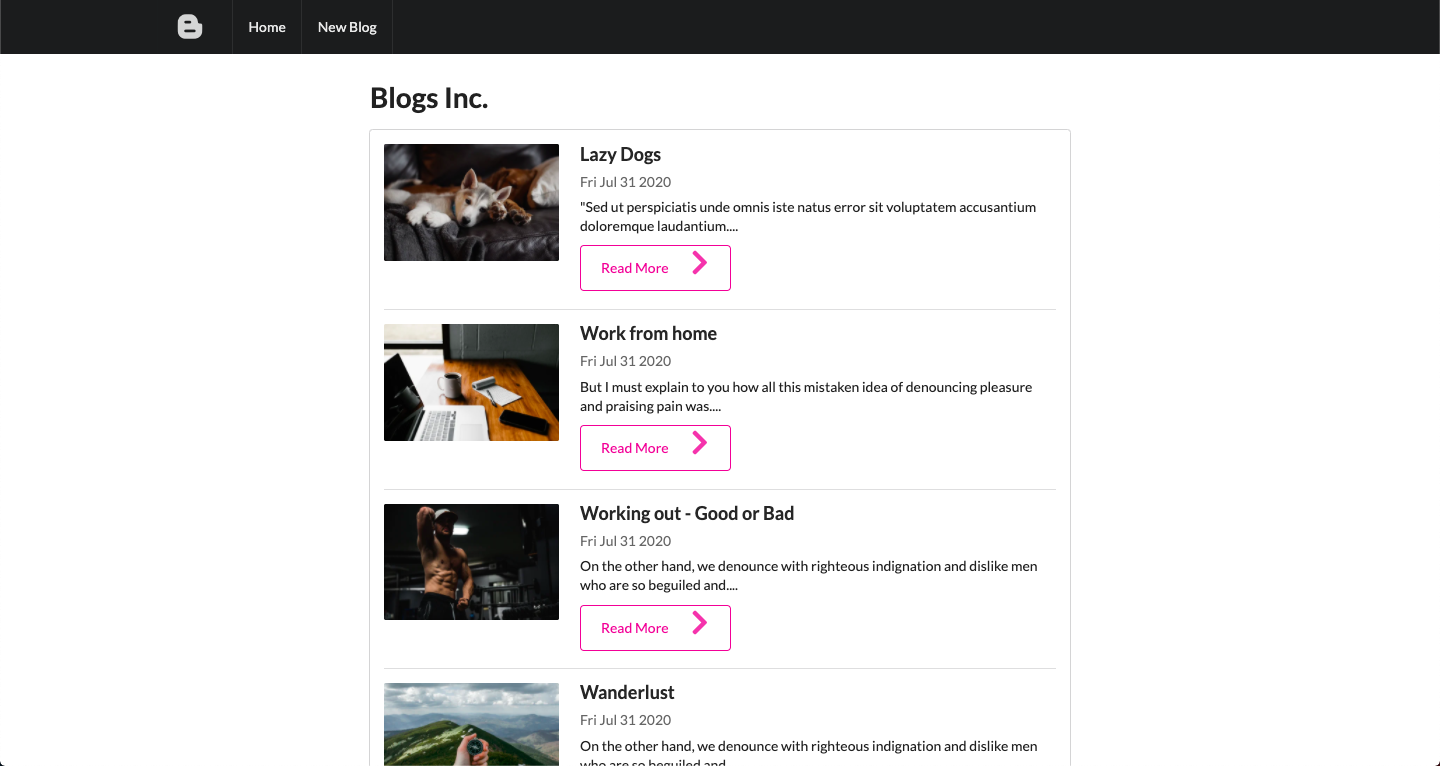 Home
New Blog
Blogs Inc.
Lazy Dogs
Fri Jul 31 2020
"Sed ut perspiciatis unde omnis iste natus error sit voluptatem accusantium
doloremque laudantium....
Read More
Work from home
Fri Jul 31 2020
But I must explain to you how all this mistaken idea of denouncing pleasure
and praising pain was....
Read More
Working out - Good or Bad
Fri Jul 31 2020
On the other hand, we denounce with righteous indignation and dislike men
who are so beguiled and....
Read More
Wanderlust
Fri Jul 31 2020
On the other hand, we denounce with righteous indignation and dislike men
who are so beguiled and